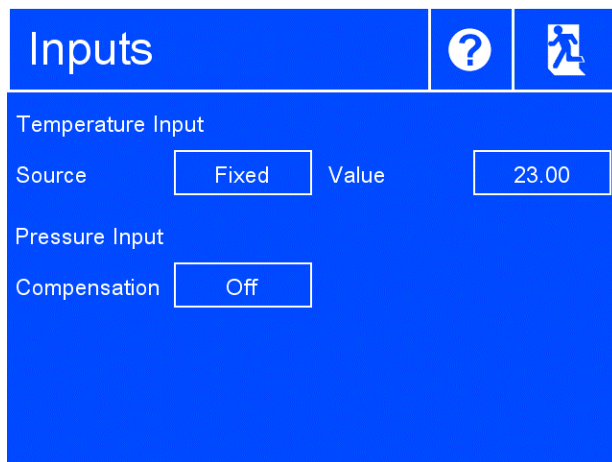 Inputs ?
Temperature Input
Source Fixed Value 23.00
Pressure Input
Compensation Off